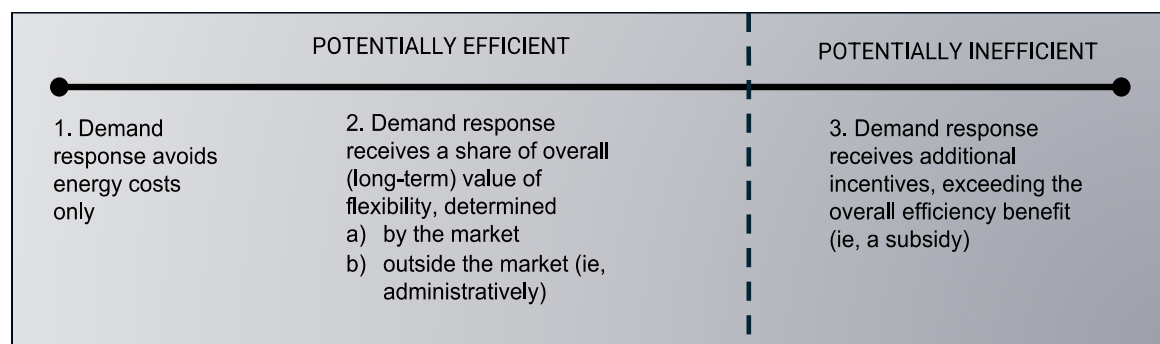 POTENTIALLY EFFICIENT
POTENTIALLY INEFFICIENT
1. Demand
response avoids
energy costs
only
2. Demand response
receives a share of overall
(long-term) value of
flexibility, determined
a) by the market
b) outside the market (ie,
administratively)
3. Demand response
receives additional
incentives, exceeding the
overall efficiency benefit
(ie, a subsidy)